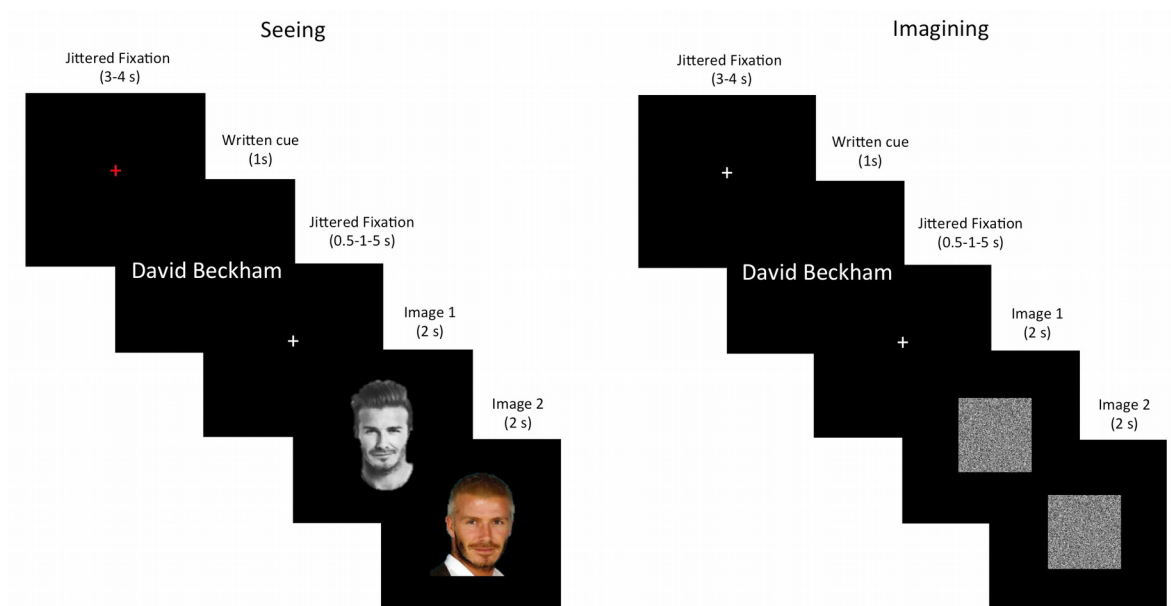 Seeing
Jittered Fixation
(3-4 s)
Written cue
(1s)
Jittered Fixation
(0.5-1-5 s)
David Beckham
Image 1
(2 s)
Image 2
(2 s)
Imagining
Jittered Fixation
(3-4 s)
Written cue
(1s)
Jittered Fixation
(0.5-1-5 s)
David Beckham
Image 1
(2 s)
Image 2
(2 s)